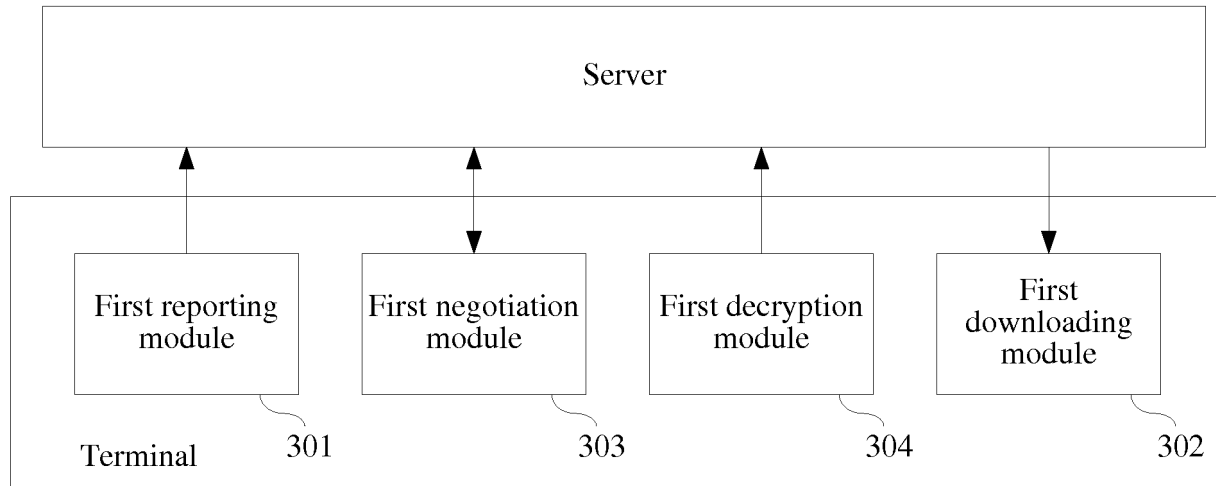 Server
First reporting
module
First negotiation
module
First decryption
module
First
downloading
module
301
303
304
302
Terminal